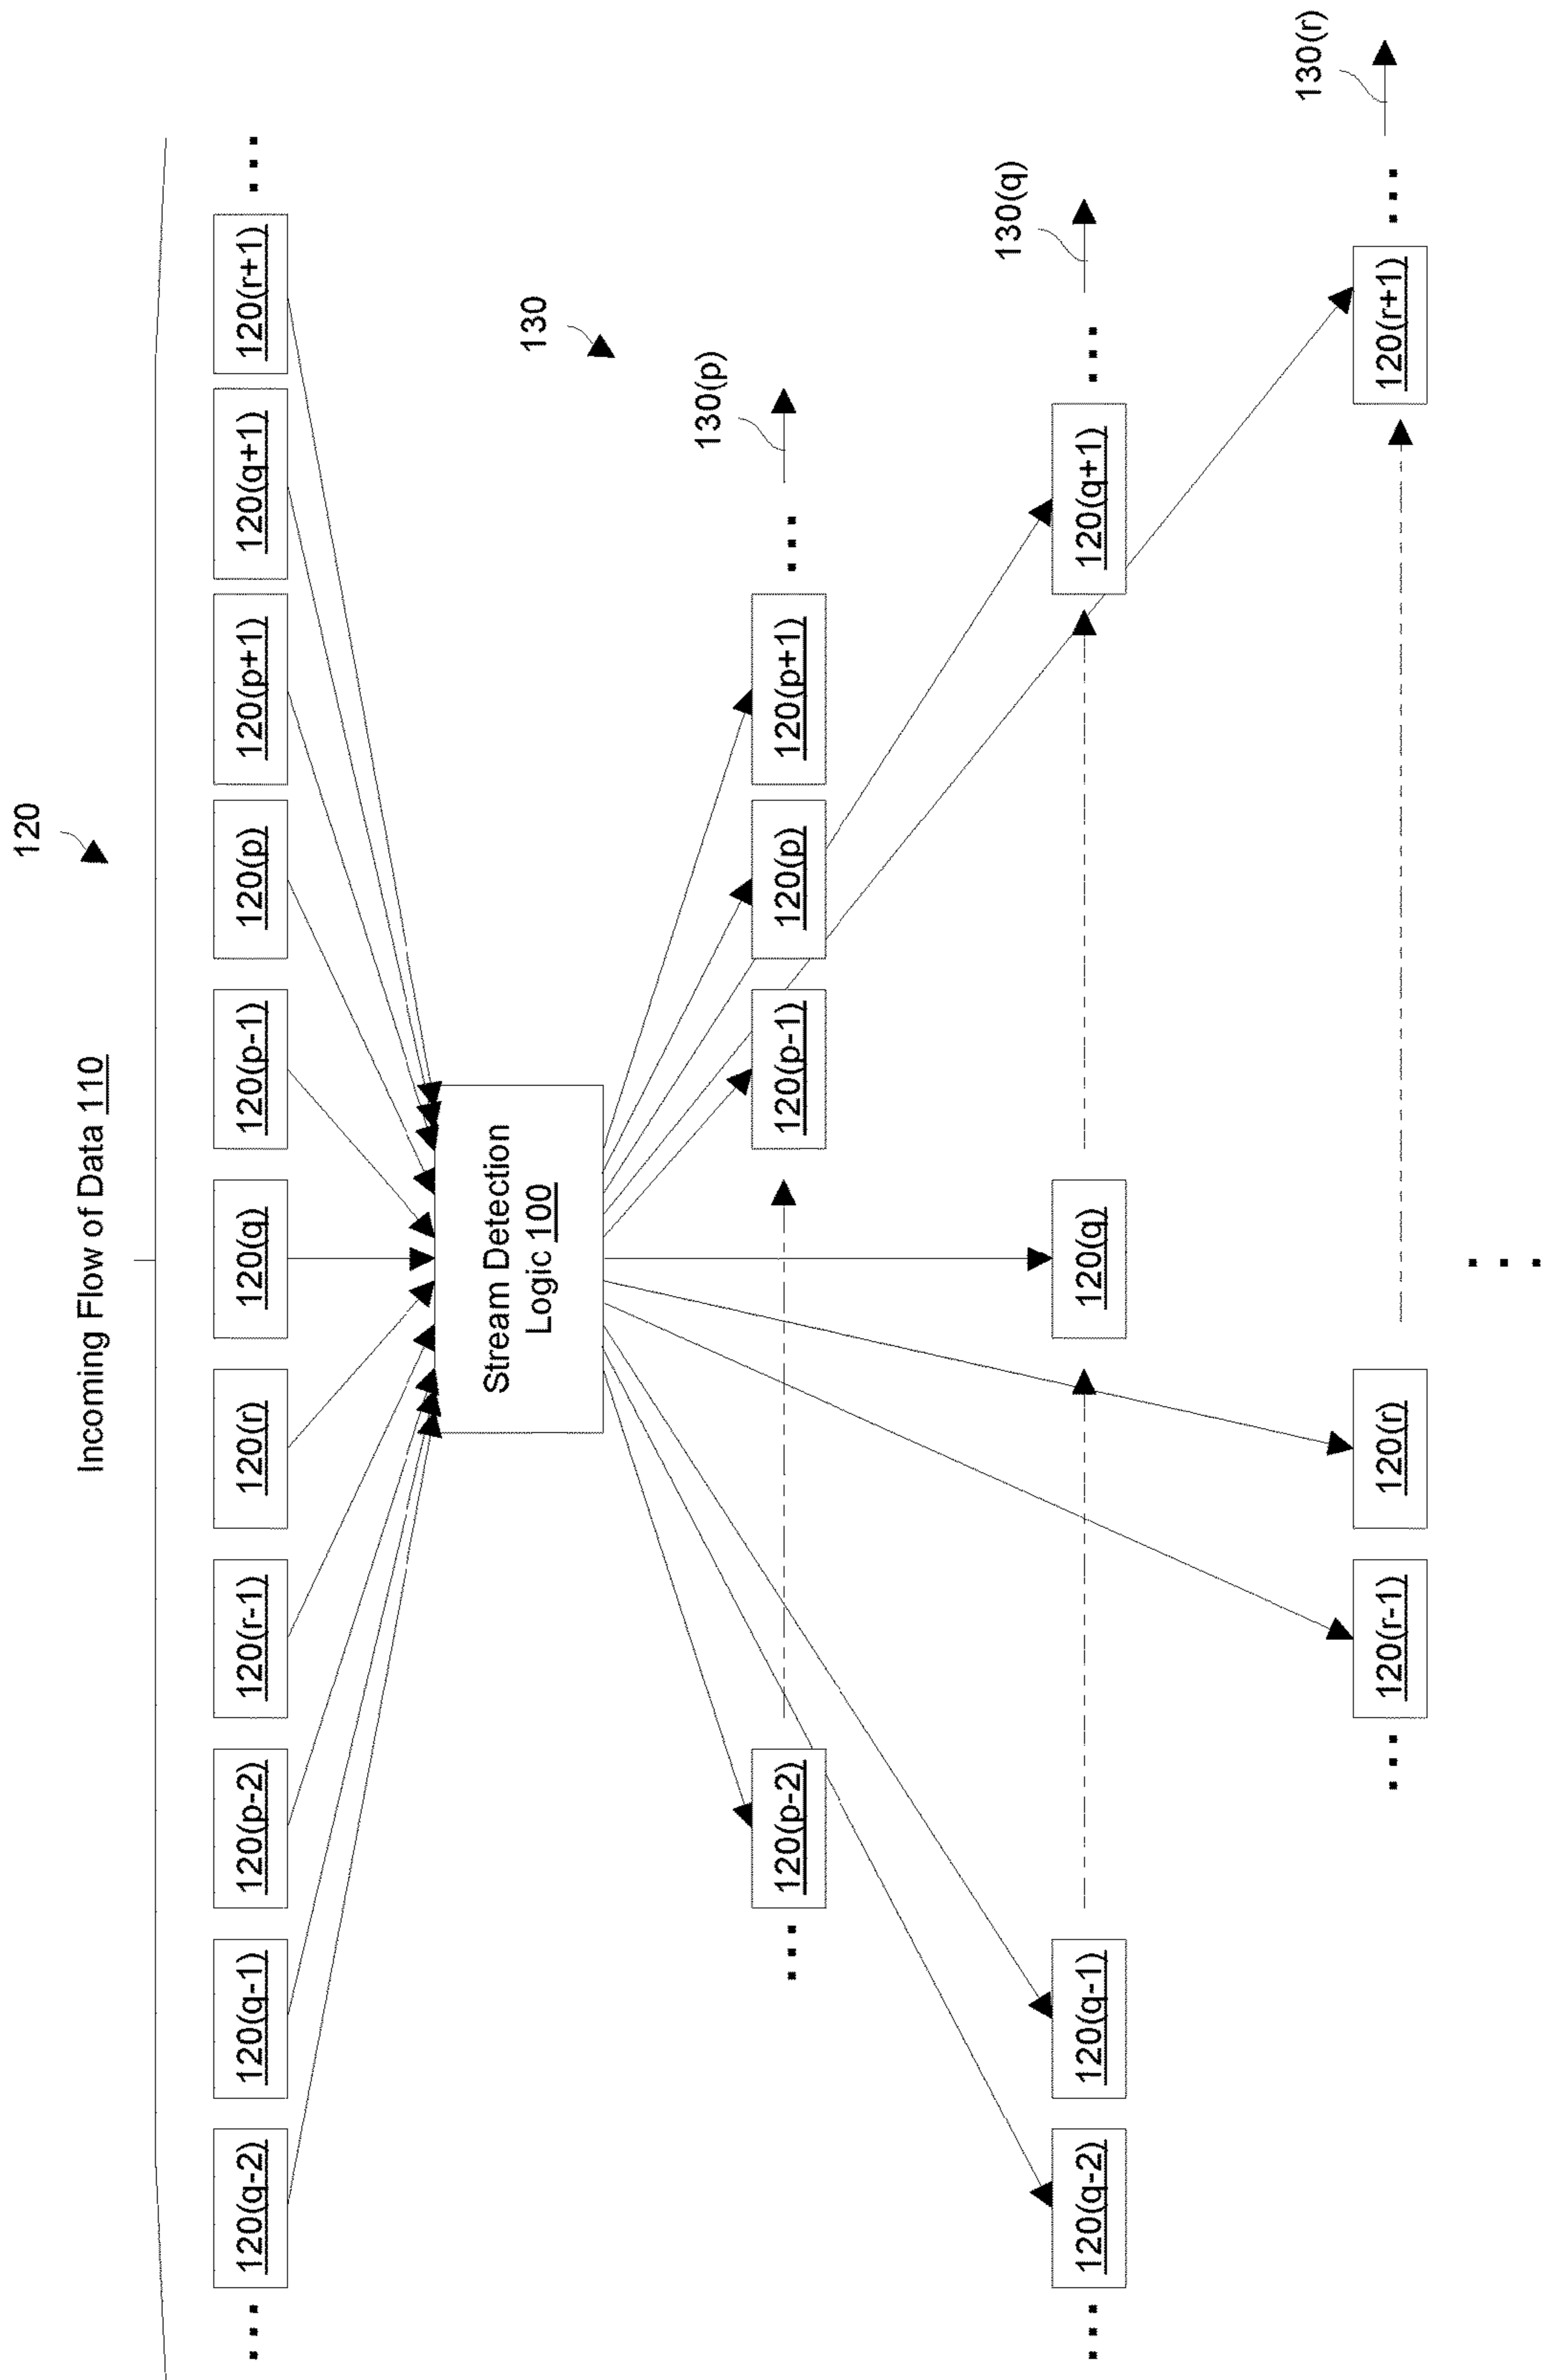 120
Incoming Flow of Data 110
...
120(q-2)
120(q-1)
120(p-2)
120(r-1)
120(r)
120(q)
120(p-1)
120(p)
120(p+1)
120(q+1)
120(r+1)
...
Stream Detection
Logic 100
130
130(p)
...
120(p-2)
120(p-1)
120(p)
120(p+1)
...
130(q)
...
120(q-2)
120(q-1)
120(q)
120(q+1)
...
130(r)
...
120(r-1)
120(r)
120(r+1)
...
...